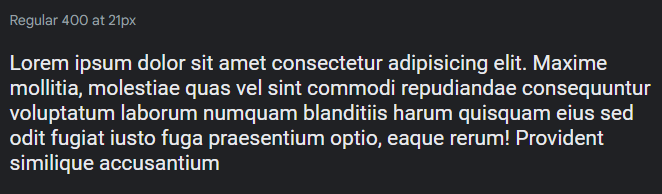 Regular 400 at 21px
Lorem ipsum dolor sit amet consectetur adipisicing elit. Maxime
mollitia, molestiae quas vel sint commodi repudiandae consequuntur
voluptatum laborum numquam blanditiis harum quisquam eius sed
odit fugiat iusto fuga praesentium optio, eaque rerum! Provident
similique accusantium